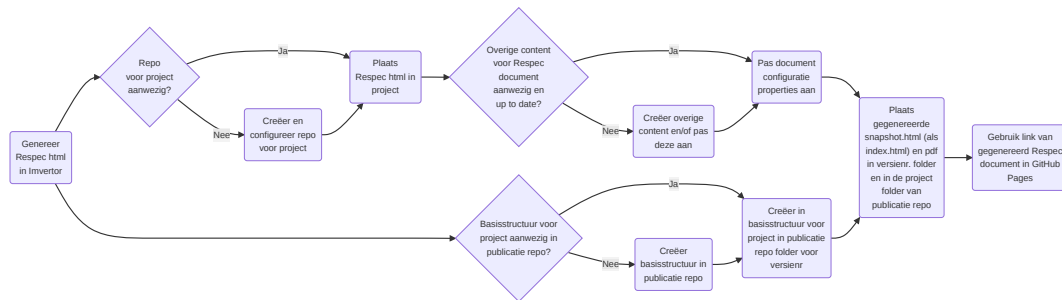 Genereer
Respec html
in Imvertor
Repo
voor project
aanwezig?
Ja
Nee
Creëer en
configureer repo
voor project
Plaats
Respec html in
project
Overige content
voor Respec
document
aanwezig en
up to date?
Ja
Nee
Creëer overige
content en/of pas
deze aan
Pas document
configuratie
properties aan
Basisstructuur voor
project aanwezig in
publicatie repo?
Ja
Nee
Creëer
basisstructuur in
publicatie repo
Creëer in
basisstructuur voor
project in publicatie
repo folder voor
versienr
Plaats
gegenereerde
snapshot.html (als
index.html) en pdf
in versienr. folder
en in de project
folder van
publicatie repo
Gebruik link van
gegenereerd Respec
document in GitHub
Pages